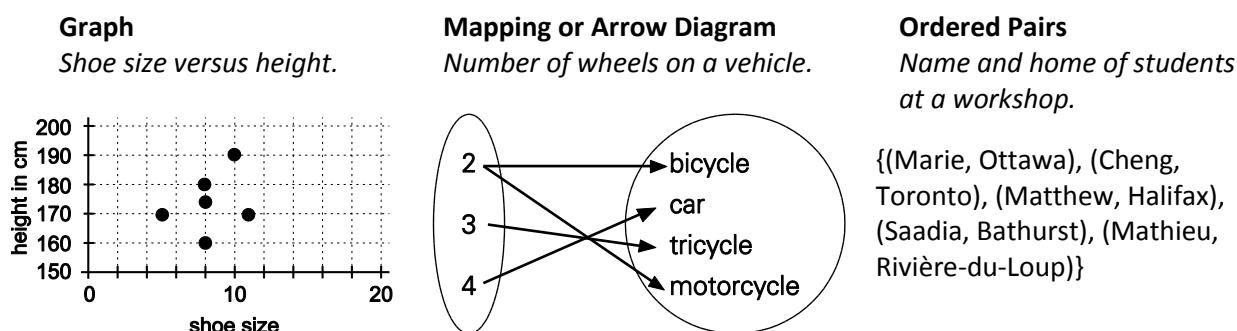 Graph
Shoe size versus height.
200
190
180
170
160
150
height in cm
0
10
20
shoe size
Mapping or Arrow Diagram
Number of wheels on a vehicle.
2
3
4
bicycle
car
tricycle
motorcycle
Ordered Pairs
Name and home of students
at a workshop.
{(Marie, Ottawa), (Cheng,
Toronto), (Matthew, Halifax),
(Saadia, Bathurst), (Mathieu,
Rivière-du-Loup)}